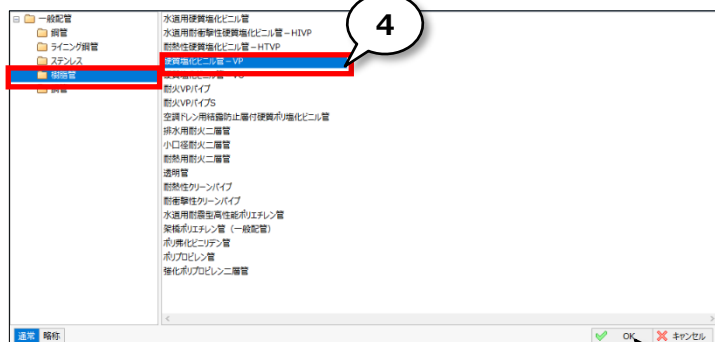 一般配管
鋼管
ライニング鋼管
ステンレス
樹脂管
水道用硬質塩化ビニル管
水道用耐衝撃性硬質塩化ビニル管－HIVP
耐熱性硬質塩化ビニル管－HTVP
硬質塩化ビニル管－VP
耐火VPパイプ
耐火VPパイプS
空調ドレン用結露防止層付硬質ポリ塩化ビニル管
排水用耐火二層管
小口径耐火二層管
耐熱用耐火二層管
透明管
耐熱性クリーンパイプ
耐衝撃性クリーンパイプ
水道用耐震型高性能ポリエチレン管
架橋ポリエチレン管（一般配管）
ポリ弗化ビニリデン管
ポリプロピレン管
強化ポリプロピレン二層管
4
通常 略称
OK キャンセル